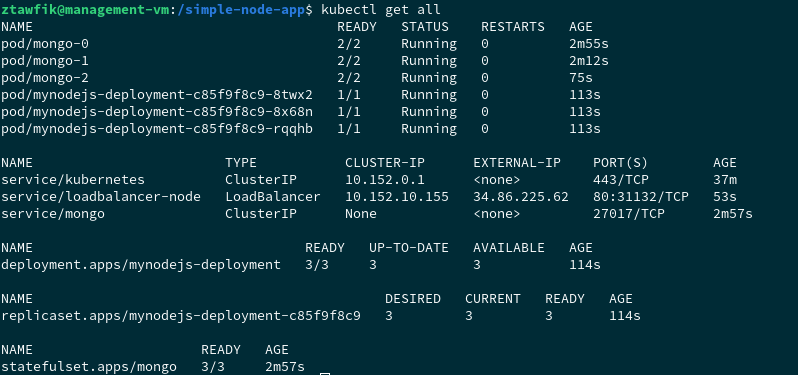 ztawfik@management-vm:/simple-node-app$ kubectl get all
NAME READY STATUS RESTARTS AGE
pod/mongo-0 2/2 Running 0 2m55s
pod/mongo-1 2/2 Running 0 2m12s
pod/mongo-2 2/2 Running 0 75s
pod/mynodejs-deployment-c85f9f8c9-8twx2 1/1 Running 0 113s
pod/mynodejs-deployment-c85f9f8c9-8x68n 1/1 Running 0 113s
pod/mynodejs-deployment-c85f9f8c9-rqqhb 1/1 Running 0 113s
NAME TYPE CLUSTER-IP EXTERNAL-IP PORT(S) AGE
service/kubernetes ClusterIP 10.152.0.1 <none> 443/TCP 37m
service/loadbalancer-node LoadBalancer 10.152.10.155 34.86.225.62 80:31132/TCP 53s
service/mongo ClusterIP None <none> 27017/TCP 2m57s
NAME READY UP-TO-DATE AVAILABLE AGE
deployment.apps/mynodejs-deployment 3/3 3 3 114s
NAME DESIRED CURRENT READY AGE
replicaset.apps/mynodejs-deployment-c85f9f8c9 3 3 3 114s
NAME READY AGE
statefulset.apps/mongo 3/3 2m57s